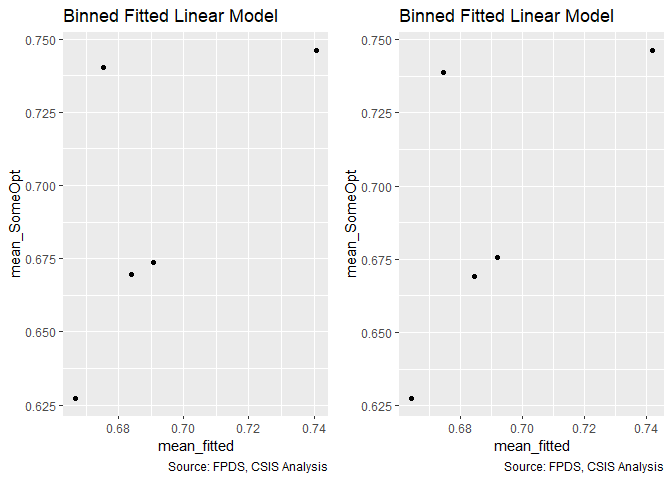 Binned Fitted Linear Model
0.750
0.725
0.700
0.675
0.650
0.625
mean_SomeOpt
0.68 0.70 0.72 0.74
mean_fitted
Source: FPDS, CSIS Analysis
Binned Fitted Linear Model
0.750
0.725
0.700
0.675
0.650
0.625
mean_SomeOpt
0.68 0.70 0.72 0.74
mean_fitted
Source: FPDS, CSIS Analysis